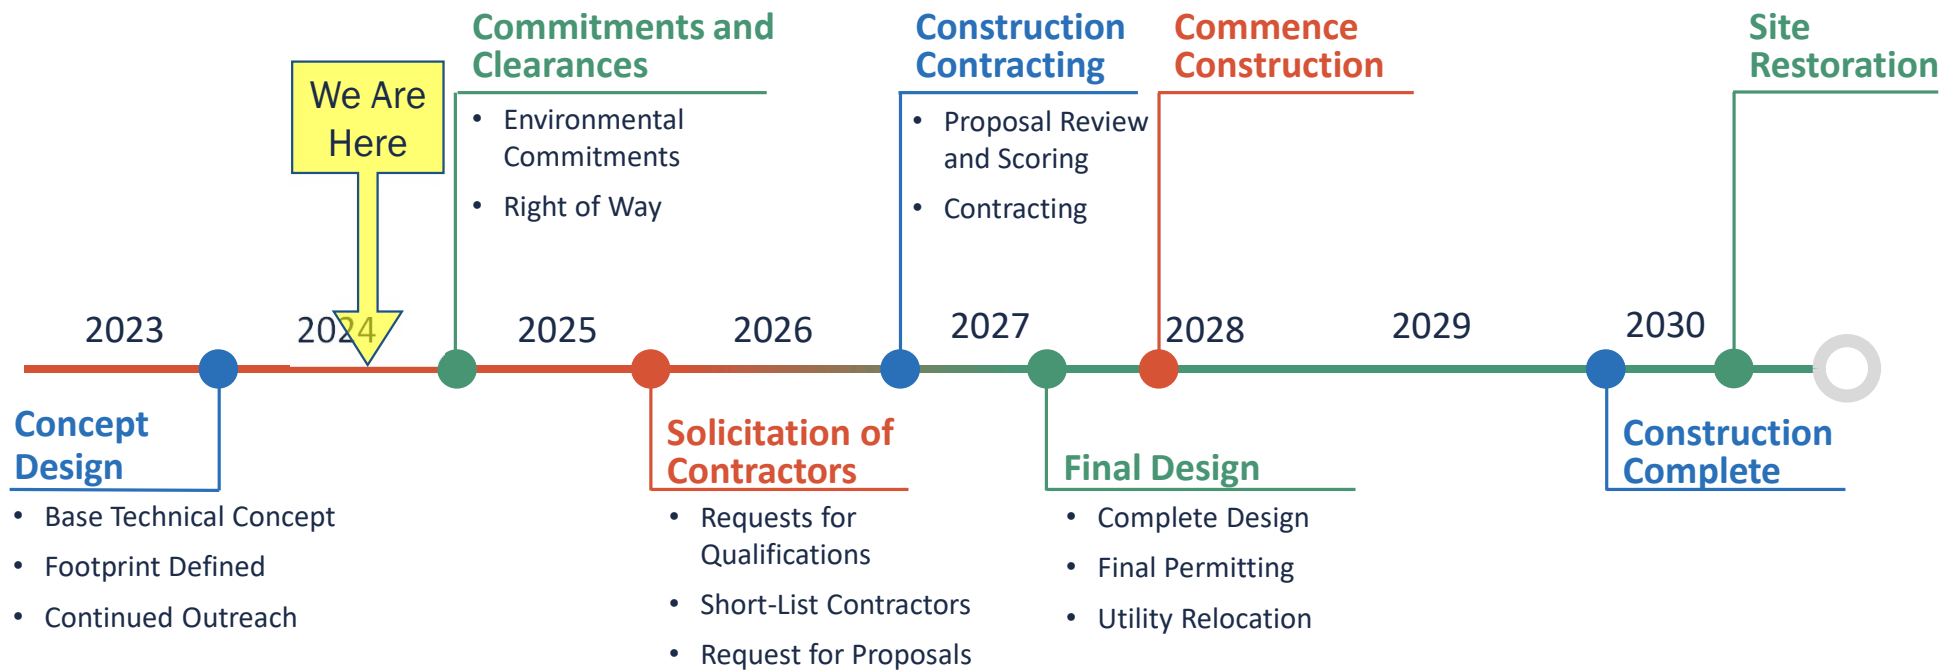 Commitments and
Clearances
• Environmental
Commitments
• Right of Way
Construction
Contracting
• Proposal Review
and Scoring
• Contracting
Commence
Construction
Site
Restoration
We Are
Here
2023
2024
2025
2026
2027
2028
2029
2030
Concept
Design
• Base Technical Concept
• Footprint Defined
• Continued Outreach
Solicitation of
Contractors
• Requests for
Qualifications
• Short-List Contractors
• Request for Proposals
Final Design
• Complete Design
• Final Permitting
• Utility Relocation
Construction
Complete